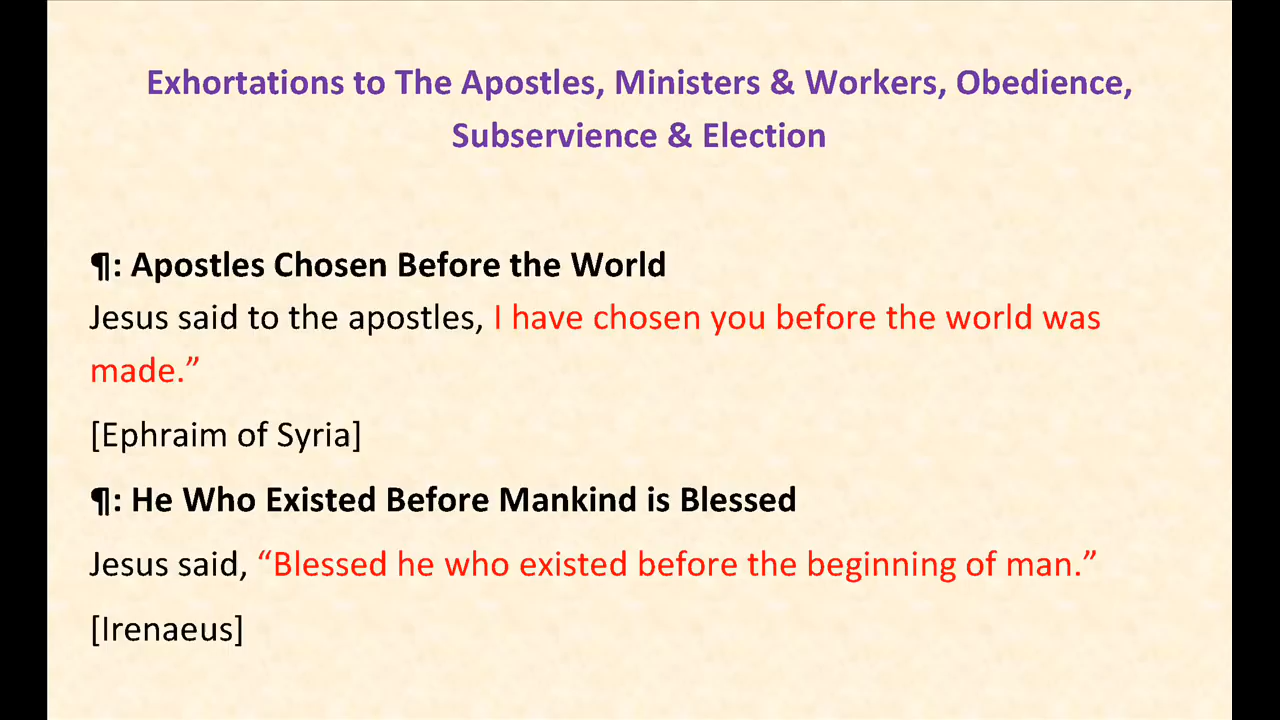 Exhortations to The Apostles, Ministers & Workers, Obedience,
Subservience & Election
¶: Apostles Chosen Before the World
Jesus said to the apostles, I have chosen you before the world was
made.”
[Ephraim of Syria]
¶: He Who Existed Before Mankind is Blessed
Jesus said, “Blessed he who existed before the beginning of man.”
[Irenaeus]